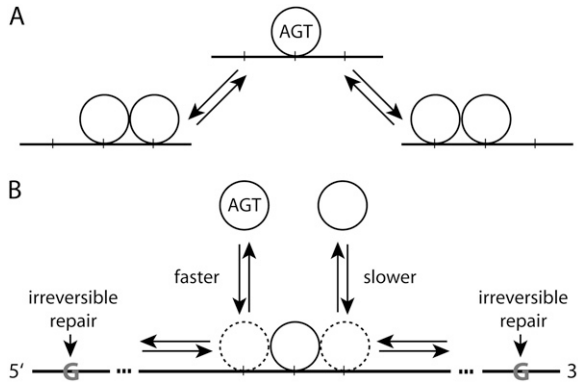 A
AGT
B
AGT
faster
slower
irreversible
repair
irreversible
repair
5'
G
...
...
G
3